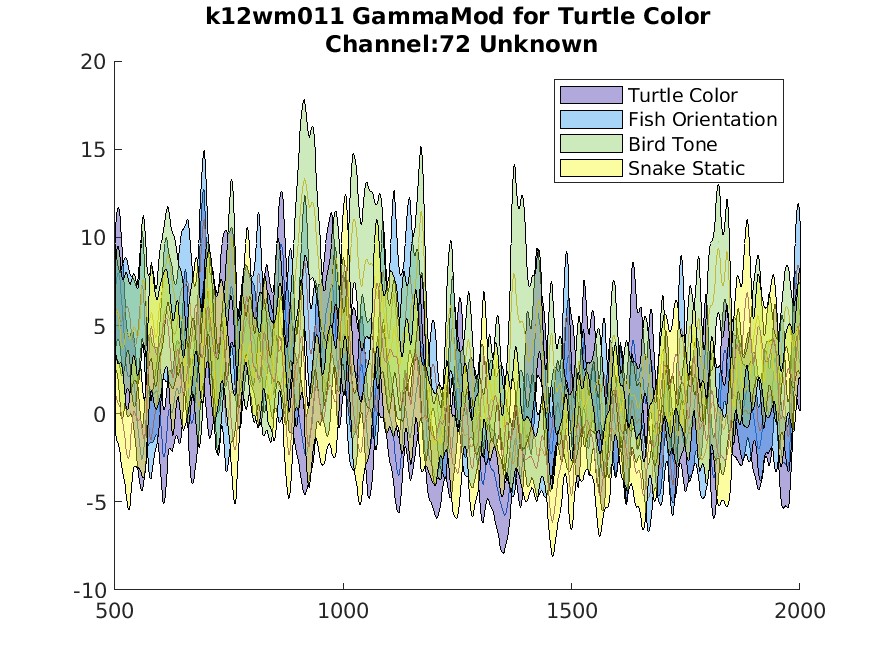 k12wm011 GammaMod for Turtle Color
Channel:72 Unknown
20
15
10
5
0
-5
-10
500
1000
1500
2000
Turtle Color
Fish Orientation
Bird Tone
Snake Static